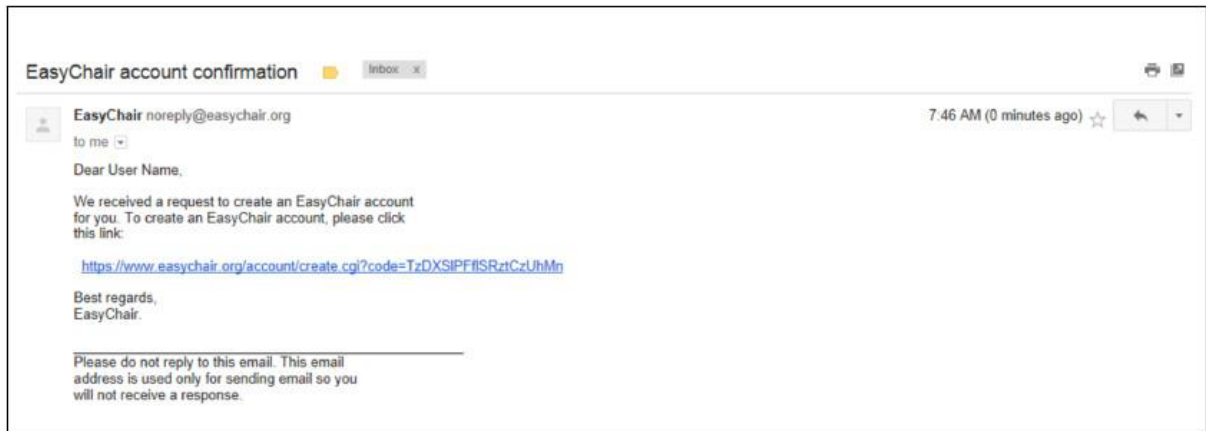 EasyChair account confirmation Inbox x
EasyChair noreply@easychair.org 7:46 AM (0 minutes ago)
to me
Dear User Name,
We received a request to create an EasyChair account
for you. To create an EasyChair account, please click
this link:
https://www.easychair.org/account/create.cgi?code=TzDXSIPFflSRztCzUhMn
Best regards,
EasyChair.
Please do not reply to this email. This email
address is used only for sending email so you
will not receive a response.